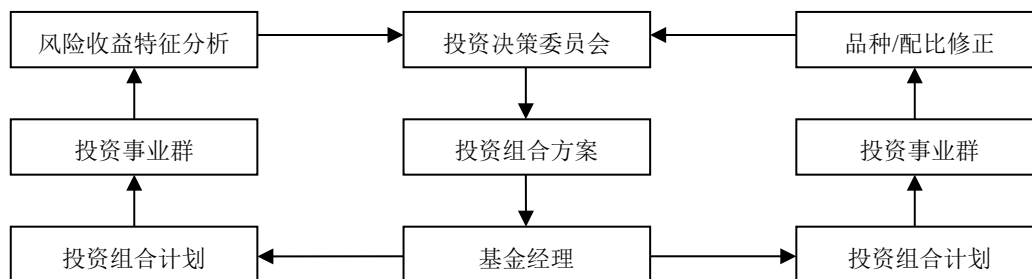 风险收益特征分析
投资决策委员会
品种/配比修正
投资事业群
投资组合方案
投资事业群
投资组合计划
基金经理
投资组合计划